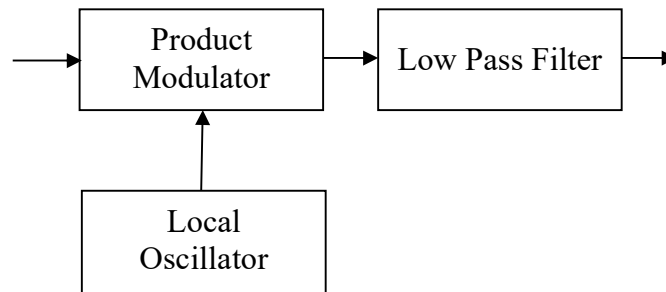 Product
Modulator
Low Pass Filter
Local
Oscillator